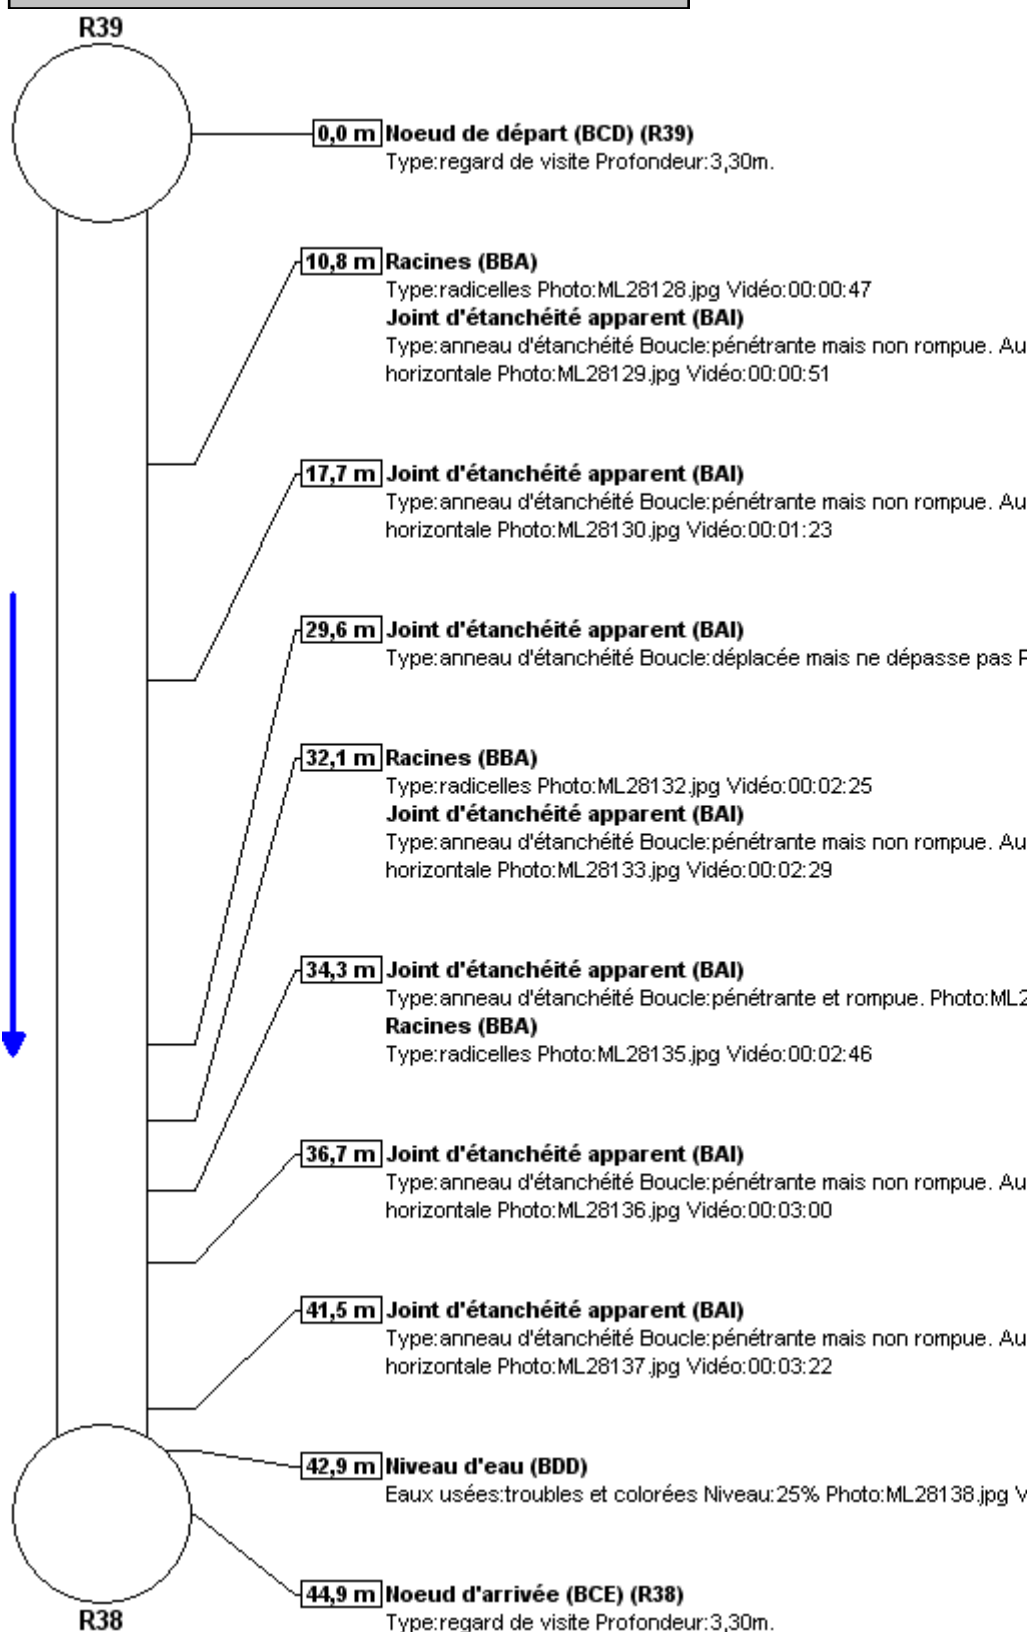 R39
0,0 m Noeud de départ (BCD) (R39)
Type:regard de visite Profondeur:3,30m.
10,8 m Racines (BBA)
Type:radicelles Photo:ML28128.jpg Vidéo:00:00:47
Joint d'étanchéité apparent (BAI)
Type:anneau d'étanchéité Boucle:pénétrante mais non rompue. Au
horizontale Photo:ML28129.jpg Vidéo:00:00:51
17,7 m Joint d'étanchéité apparent (BAI)
Type:anneau d'étanchéité Boucle:pénétrante mais non rompue. Au
horizontale Photo:ML28130.jpg Vidéo:00:01:23
29,6 m Joint d'étanchéité apparent (BAI)
Type:anneau d'étanchéité Boucle:déplacée mais ne dépasse pas
32,1 m Racines (BBA)
Type:radicelles Photo:ML28132.jpg Vidéo:00:02:25
Joint d'étanchéité apparent (BAI)
Type:anneau d'étanchéité Boucle:pénétrante mais non rompue. Au
horizontale Photo:ML28133.jpg Vidéo:00:02:29
34,3 m Joint d'étanchéité apparent (BAI)
Type:anneau d'étanchéité Boucle:pénétrante et rompue. Photo:ML2
Racines (BBA)
Type:radicelles Photo:ML28135.jpg Vidéo:00:02:46
36,7 m Joint d'étanchéité apparent (BAI)
Type:anneau d'étanchéité Boucle:pénétrante mais non rompue. Au
horizontale Photo:ML28136.jpg Vidéo:00:03:00
41,5 m Joint d'étanchéité apparent (BAI)
Type:anneau d'étanchéité Boucle:pénétrante mais non rompue. Au
horizontale Photo:ML28137.jpg Vidéo:00:03:22
42,9 m Niveau d'eau (BDD)
Eaux usées:troubles et colorées Niveau:25% Photo:ML28138.jpg V
44,9 m Noeud d'arrivée (BCE) (R38)
Type:regard de visite Profondeur:3,30m.
R38